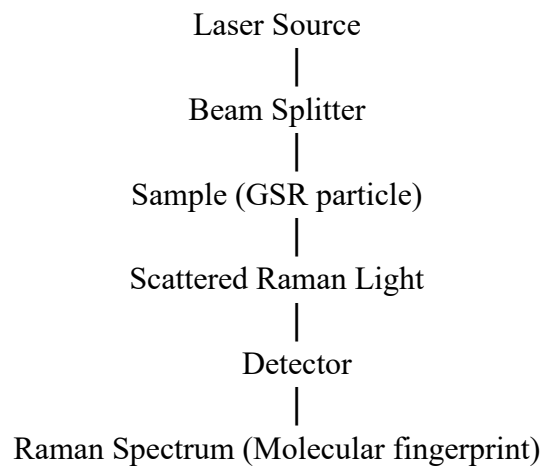 Laser Source
Beam Splitter
Sample (GSR particle)
Scattered Raman Light
Detector
Raman Spectrum (Molecular fingerprint)